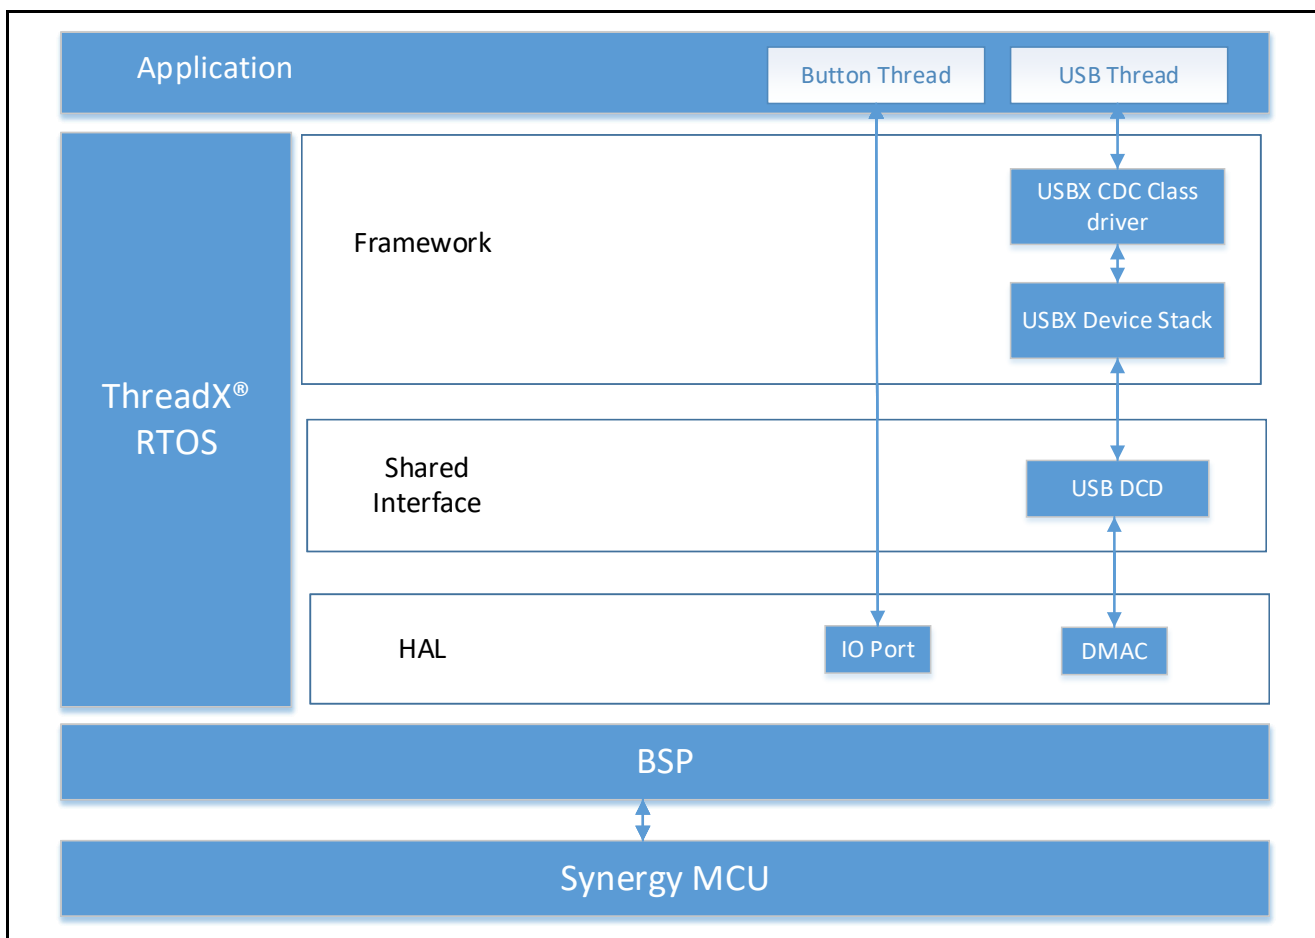 Application
Button Thread
USB Thread
ThreadX®
RTOS
Framework
USBX CDC Class
driver
USBX Device Stack
Shared
Interface
USB DCD
HAL
IO Port
DMAC
BSP
Synergy MCU